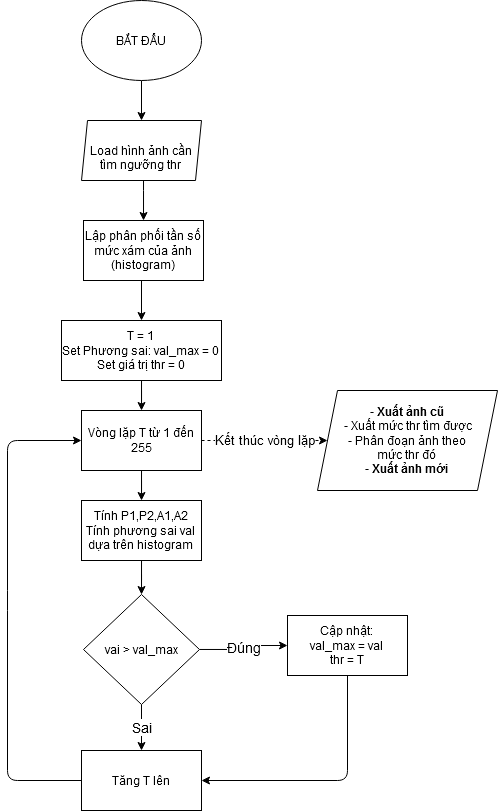 BẮT ĐẦU
Load hình ảnh cần
tìm ngưỡng thr
Lập phân phối tần số
mức xám của ảnh
(histogram)
T = 1
Set Phương sai: val_max = 0
Set giá trị thr = 0
Vòng lặp T từ 1 đến
255
Kết thúc vòng lặp
- Xuất ảnh cũ
- Xuất mức thr tìm được
- Phân đoạn ảnh theo
mức thr đó
- Xuất ảnh mới
Tính P1,P2,A1,A2
Tính phương sai val
dựa trên histogram
vai > val_max
Đúng
Cập nhật:
val_max = val
thr = T
Sai
Tăng T lên